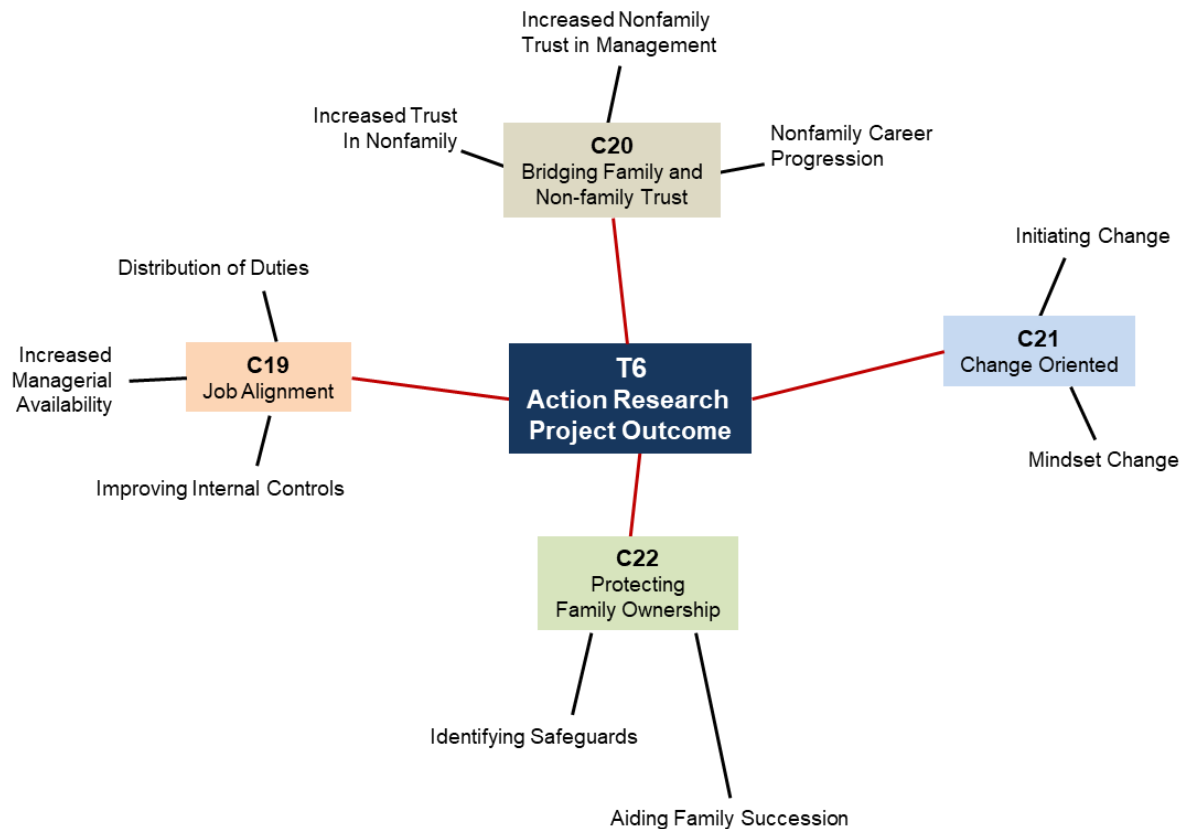 Increased Nonfamily
Trust in Management
Increased Trust
In Nonfamily
C20
Bridging Family and
Non-family Trust
Nonfamily Career
Progression
Initiating Change
Distribution of Duties
C21
Change Oriented
Increased
Managerial
Availability
C19
Job Alignment
T6
Action Research
Project Outcome
Mindset Change
Improving Internal Controls
C22
Protecting
Family Ownership
Identifying Safeguards
Aiding Family Succession